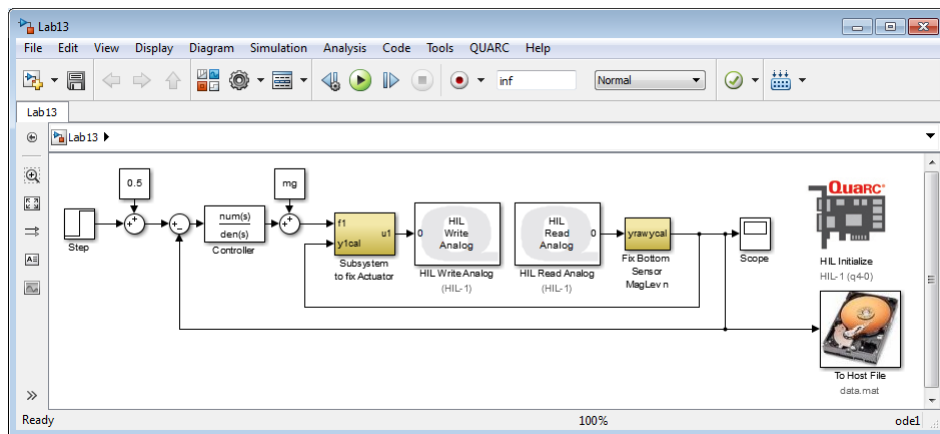 Lab13
File Edit View Display Diagram Simulation Analysis Code Tools QUARC Help
inf Normal
Lab13
Lab13
0.5
mg
QUARC
Step
num(s)
den(s)
Controller
f1
u1
y1cal
Subsystem
to fix Actuator
0
HIL
Write
Analog
HIL Write Analog
(HIL-1)
HIL
Read
Analog
0
HIL Read Analog
(HIL-1)
yrawycal
Fix Bottom
Sensor
MagLev n
Scope
HIL Initialize
HIL-1 (q4-0)
To Host File
data.mat
Ready 100% ode1